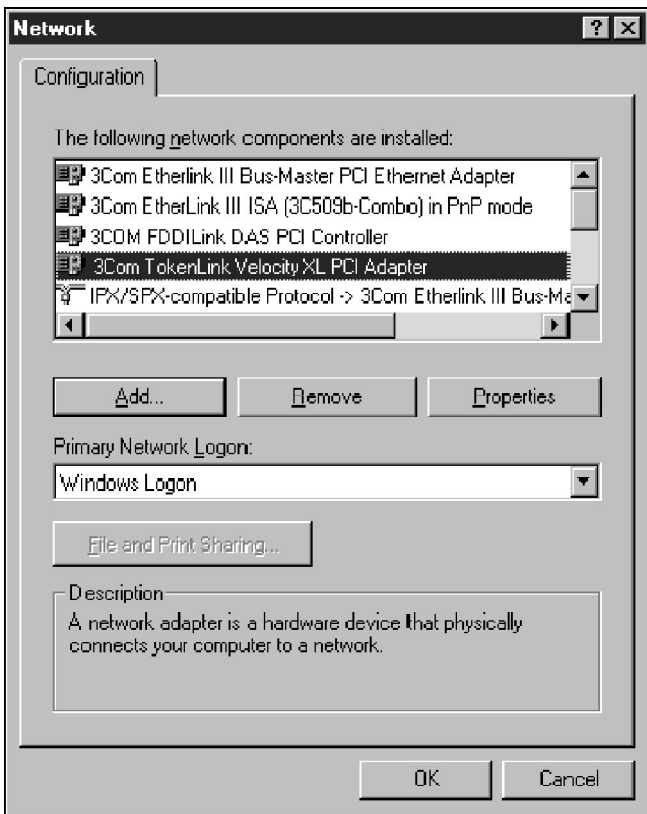 Network
Configuration
The following network components are installed:
3Com Etherlink III Bus-Master PCI Ethernet Adapter
3Com EtherLink III ISA (3C509b-Combo) in PnP mode
3COM FDDILink DAS PCI Controller
3Com TokenLink Velocity XL PCI Adapter
IPX/SPX-compatible Protocol -> 3Com Etherlink III Bus-Ma
Add...
Remove
Properties
Primary Network Logon:
Windows Logon
File and Print Sharing...
Description
A network adapter is a hardware device that physically
connects your computer to a network.
OK
Cancel